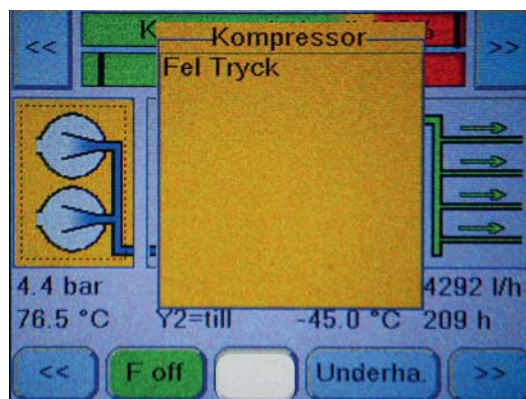 << K Kompressor % >>
Fel Tryck
4.4 bar 4292 l/h
76.5 °C Y2=till -45.0 °C 209 h
<< F off Underha. >>